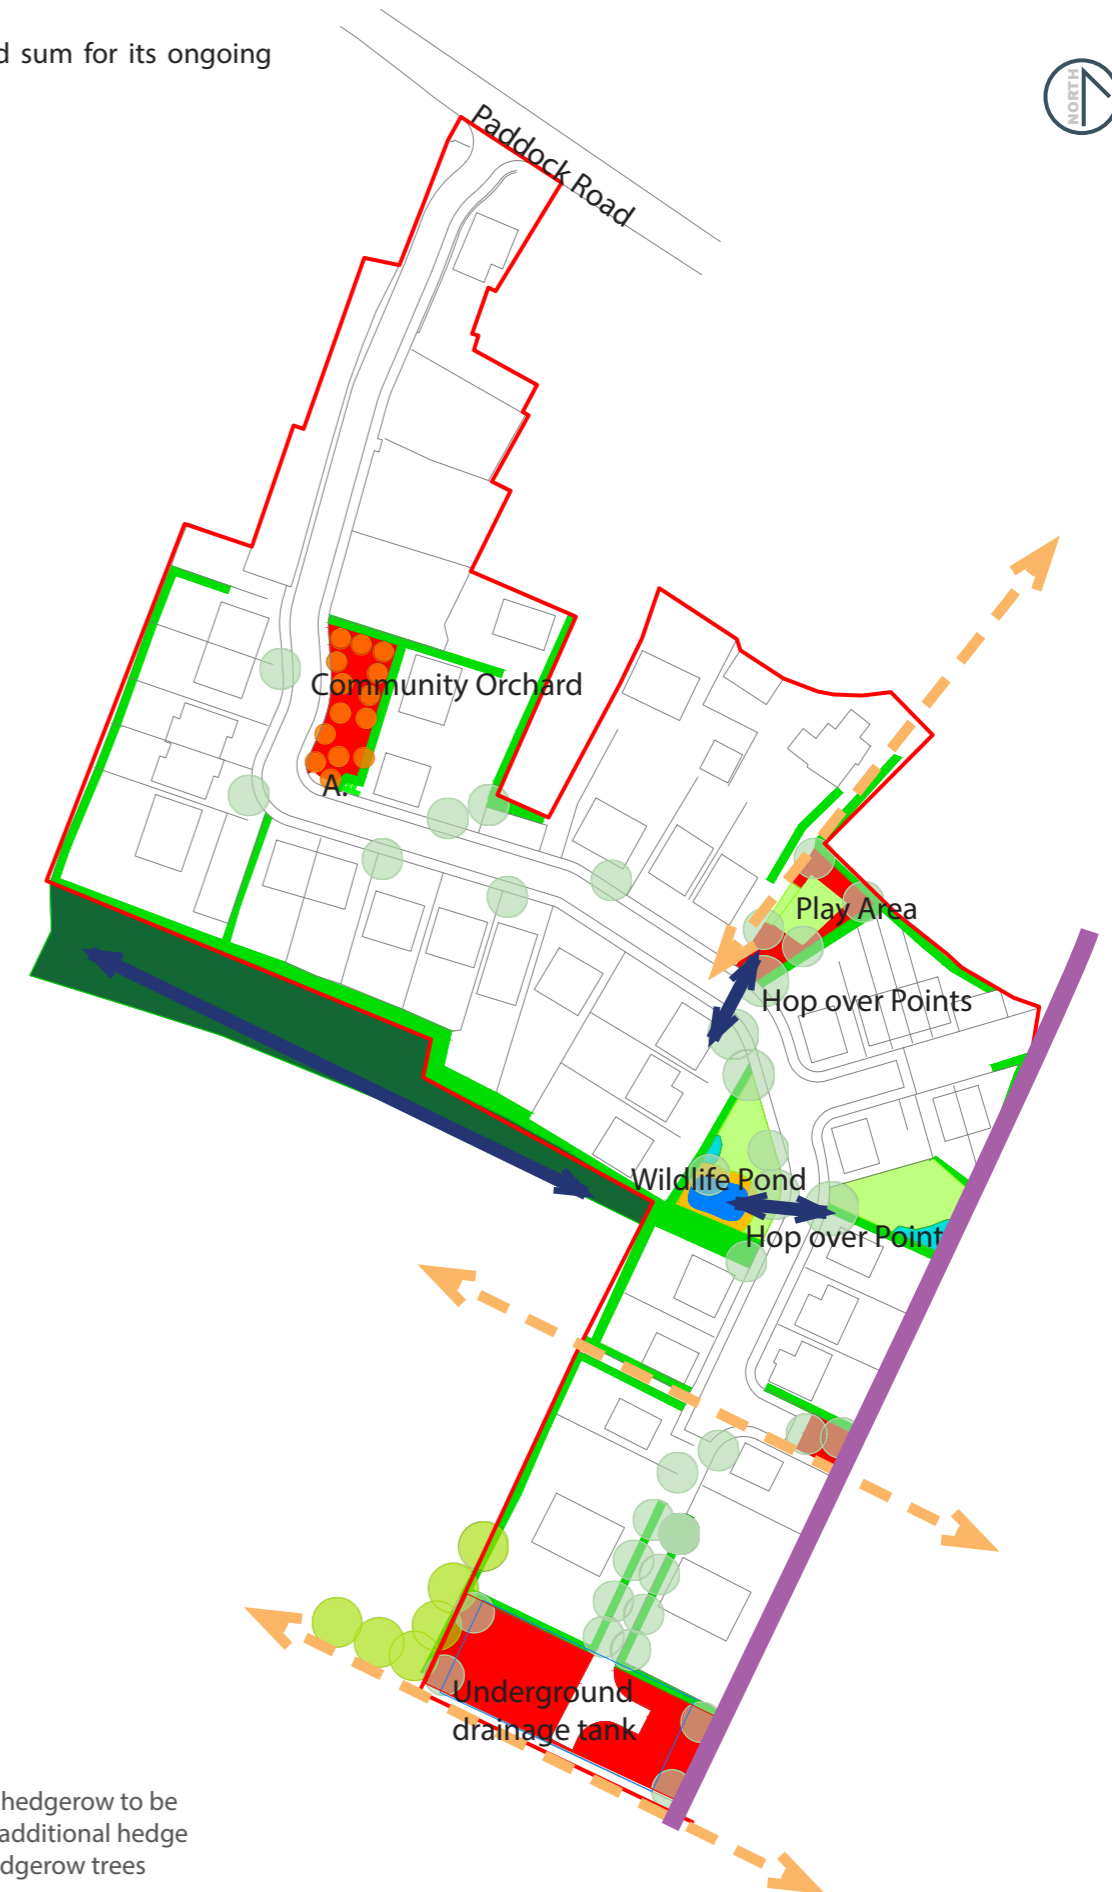 d sum for its ongoing
NORTH
Paddock Road
Community Orchard
A.
Play Area
Hop over Points
Wildlife Pond
Hop over Point
Underground
drainage tank
hedgerow to be
additional hedge
dgerow trees